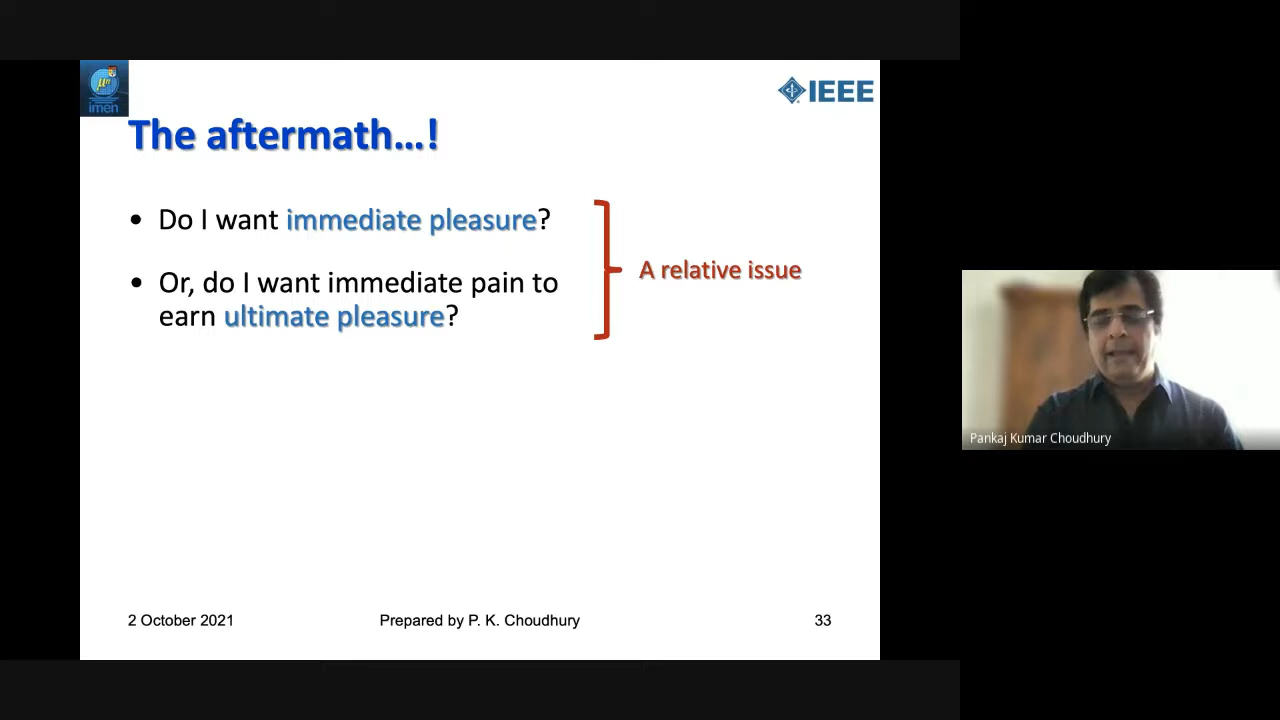 µn
imen
IEEE
The aftermath...!
• Do I want immediate pleasure?
• Or, do I want immediate pain to
earn ultimate pleasure?
A relative issue
Pankaj Kumar Choudhury
2 October 2021
Prepared by P. K. Choudhury
33